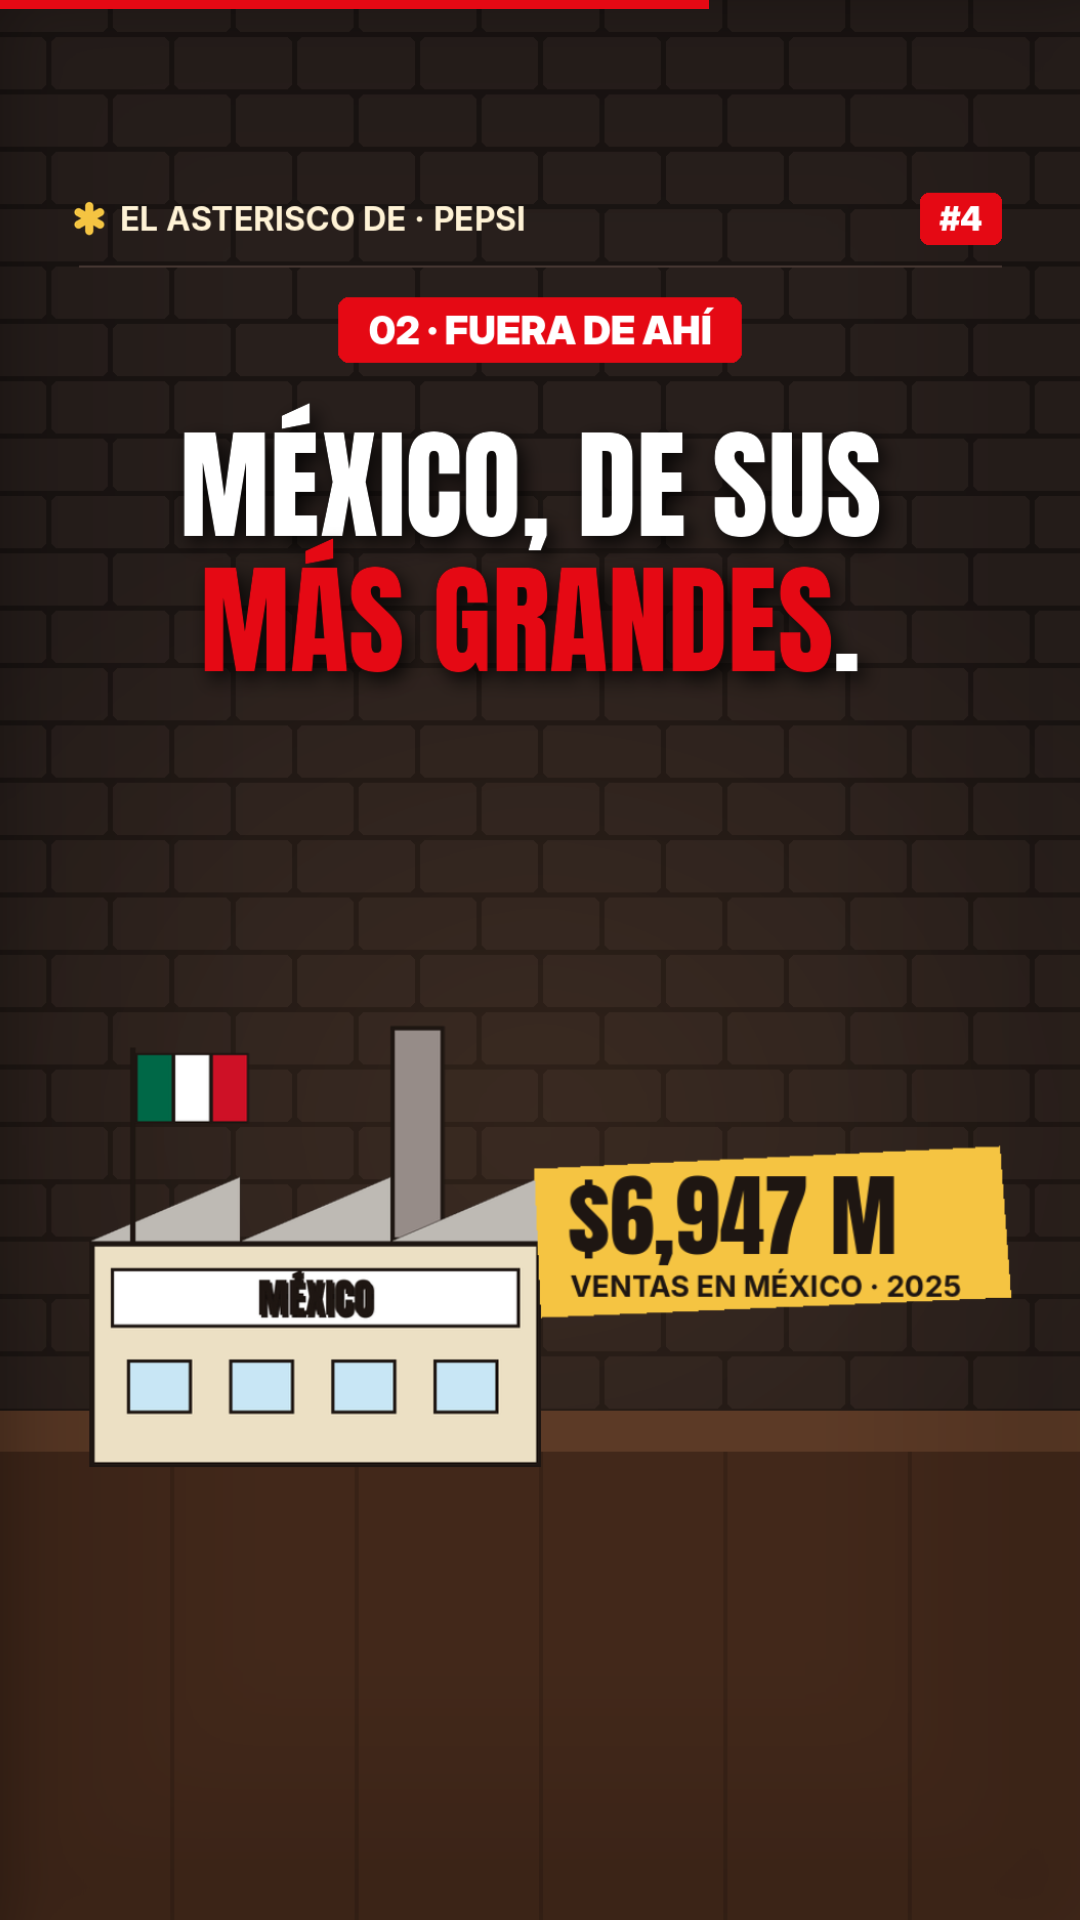 EL ASTERISCO DE · PEPSI
#4
02 · FUERA DE AHÍ
MÉXICO, DE SUS
MÁS GRANDES.
$6,947 M
VENTAS EN MÉXICO · 2025
MÉXICO